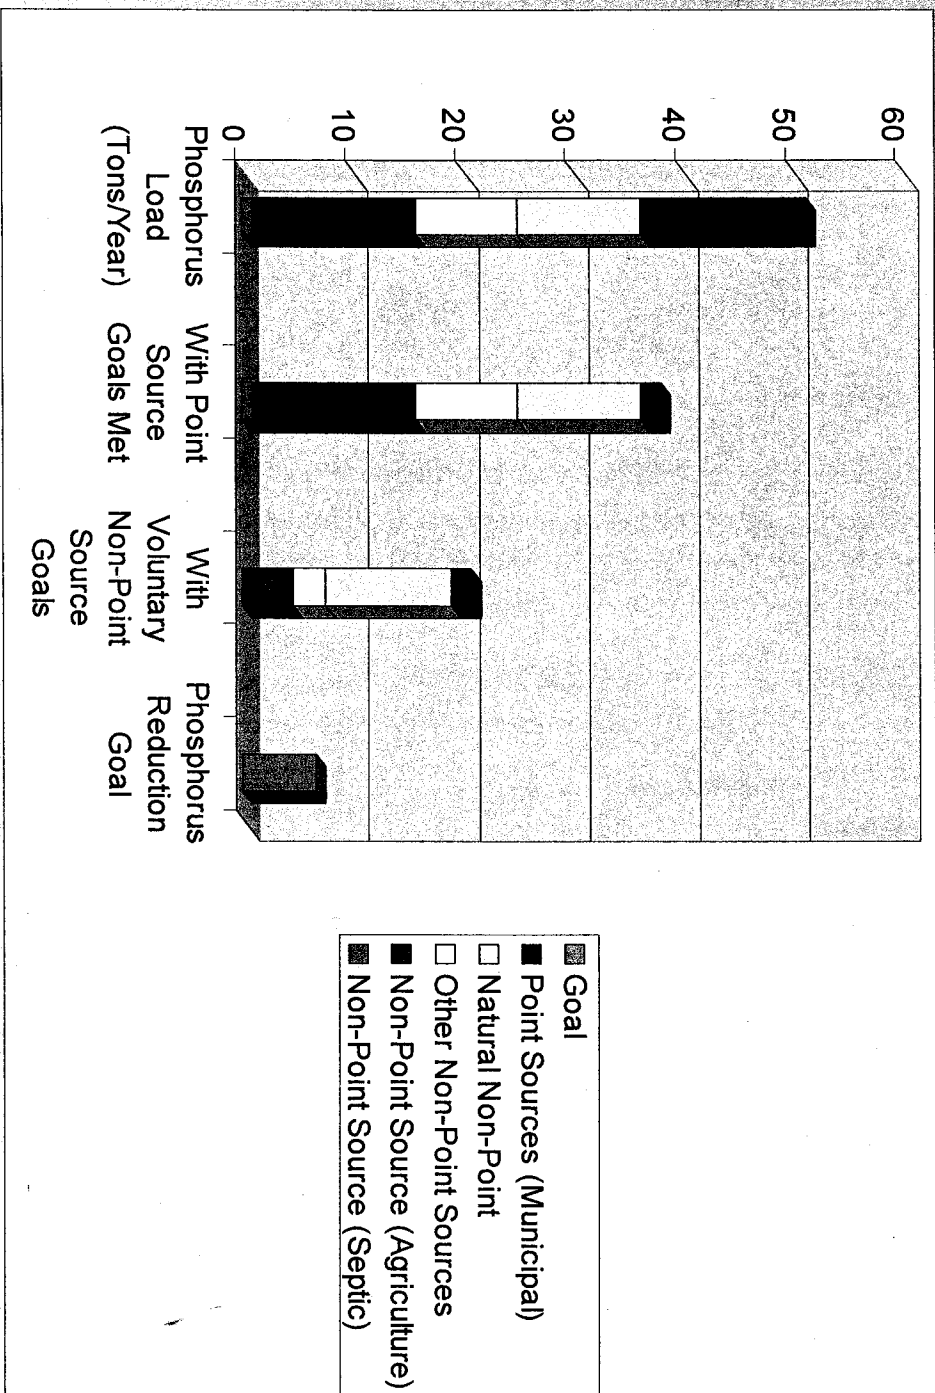 60
50
40
30
20
10
0
Phosphorus
Load
(Tons/Year)
With Point
Source
Goals Met
With
Voluntary
Non-Point
Source
Goals
Phosphorus
Reduction
Goal
Goal
Point Sources (Municipal)
Natural Non-Point
Other Non-Point Sources
Non-Point Source (Agriculture)
Non-Point Source (Septic)